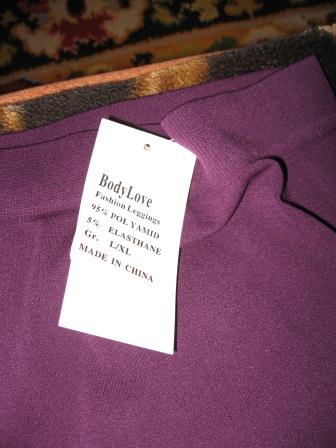 BodyLove
Fashion Leggings
95% POLYAMID
5% ELASTHANE
Gr. L/XL
MADE IN CHINA